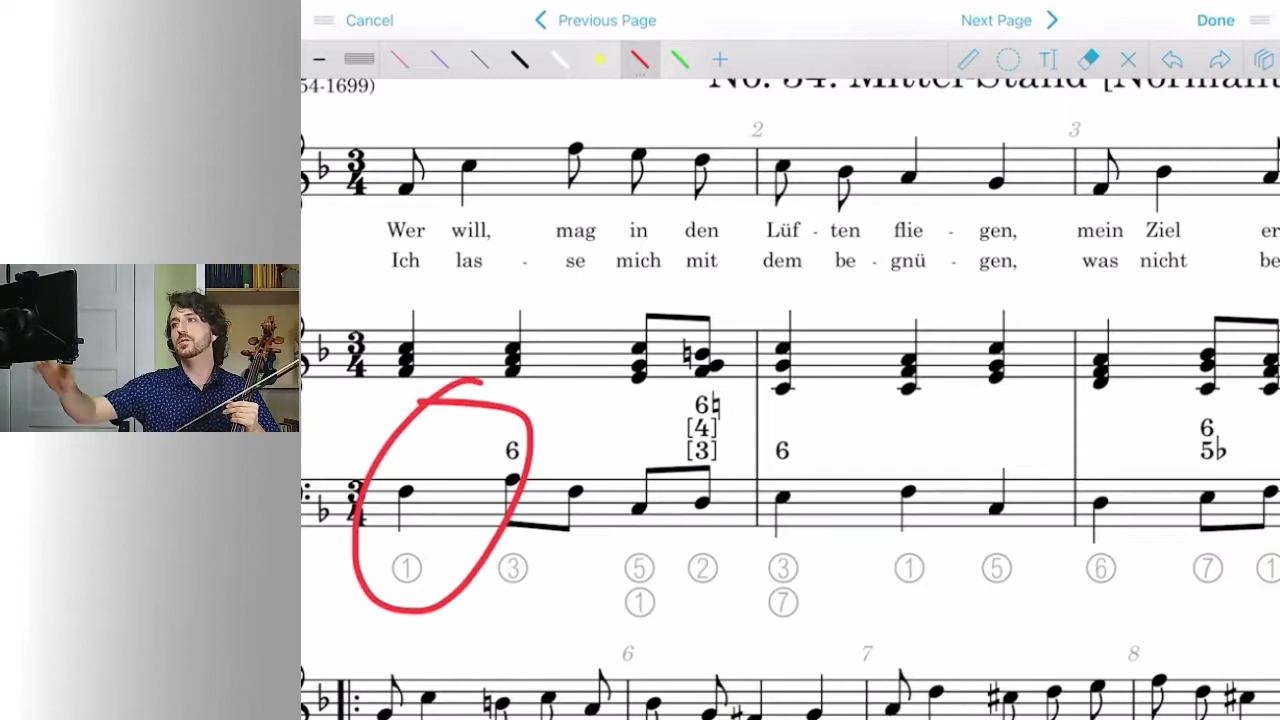 Cancel Previous Page Next Page Done
54-1699) No. 34. Mittel-Stand [Normalit
2 3
Wer will, mag in den Lüf - ten flie - gen, mein Ziel er
Ich las - se mich mit dem be - gnü - gen, was nicht be
6♮
[4] 6
6 [3] 6 5♭
① ③ ⑤ ② ③ ① ⑤ ⑥ ⑦ ①
① ⑦
6 7 8